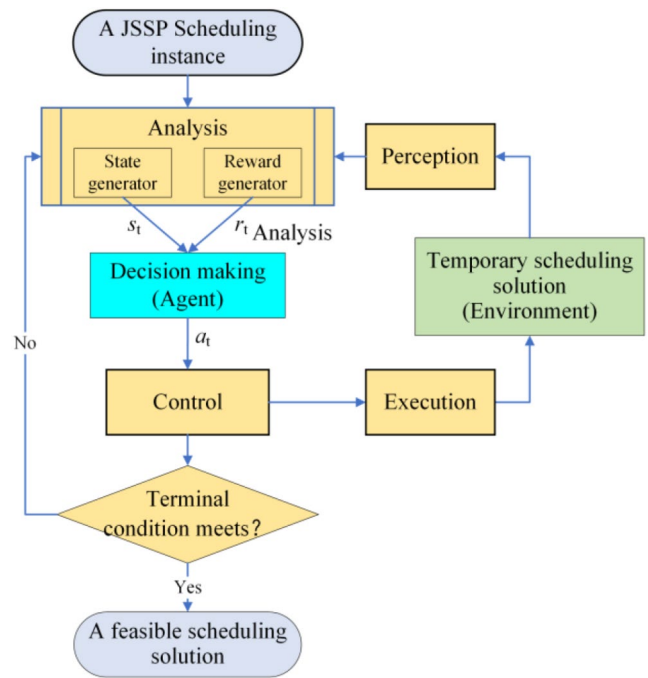 A JSSP Scheduling
instance
Analysis
State
generator
Reward
generator
Perception
st
rt
Analysis
Decision making
(Agent)
Temporary scheduling
solution
(Environment)
No
at
Control
Execution
Terminal
condition meets?
Yes
A feasible scheduling
solution